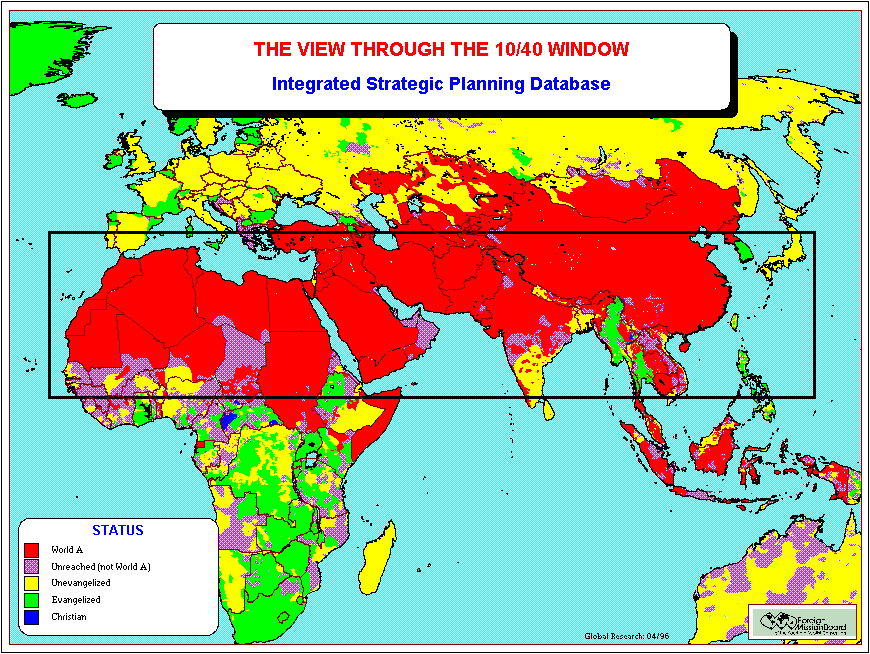 THE VIEW THROUGH THE 10/40 WINDOW
Integrated Strategic Planning Database
STATUS
World A
Unreached (not World A)
Unevangelized
Evangelized
Christian
Global Research: 04/96
Foreign
Mission Board